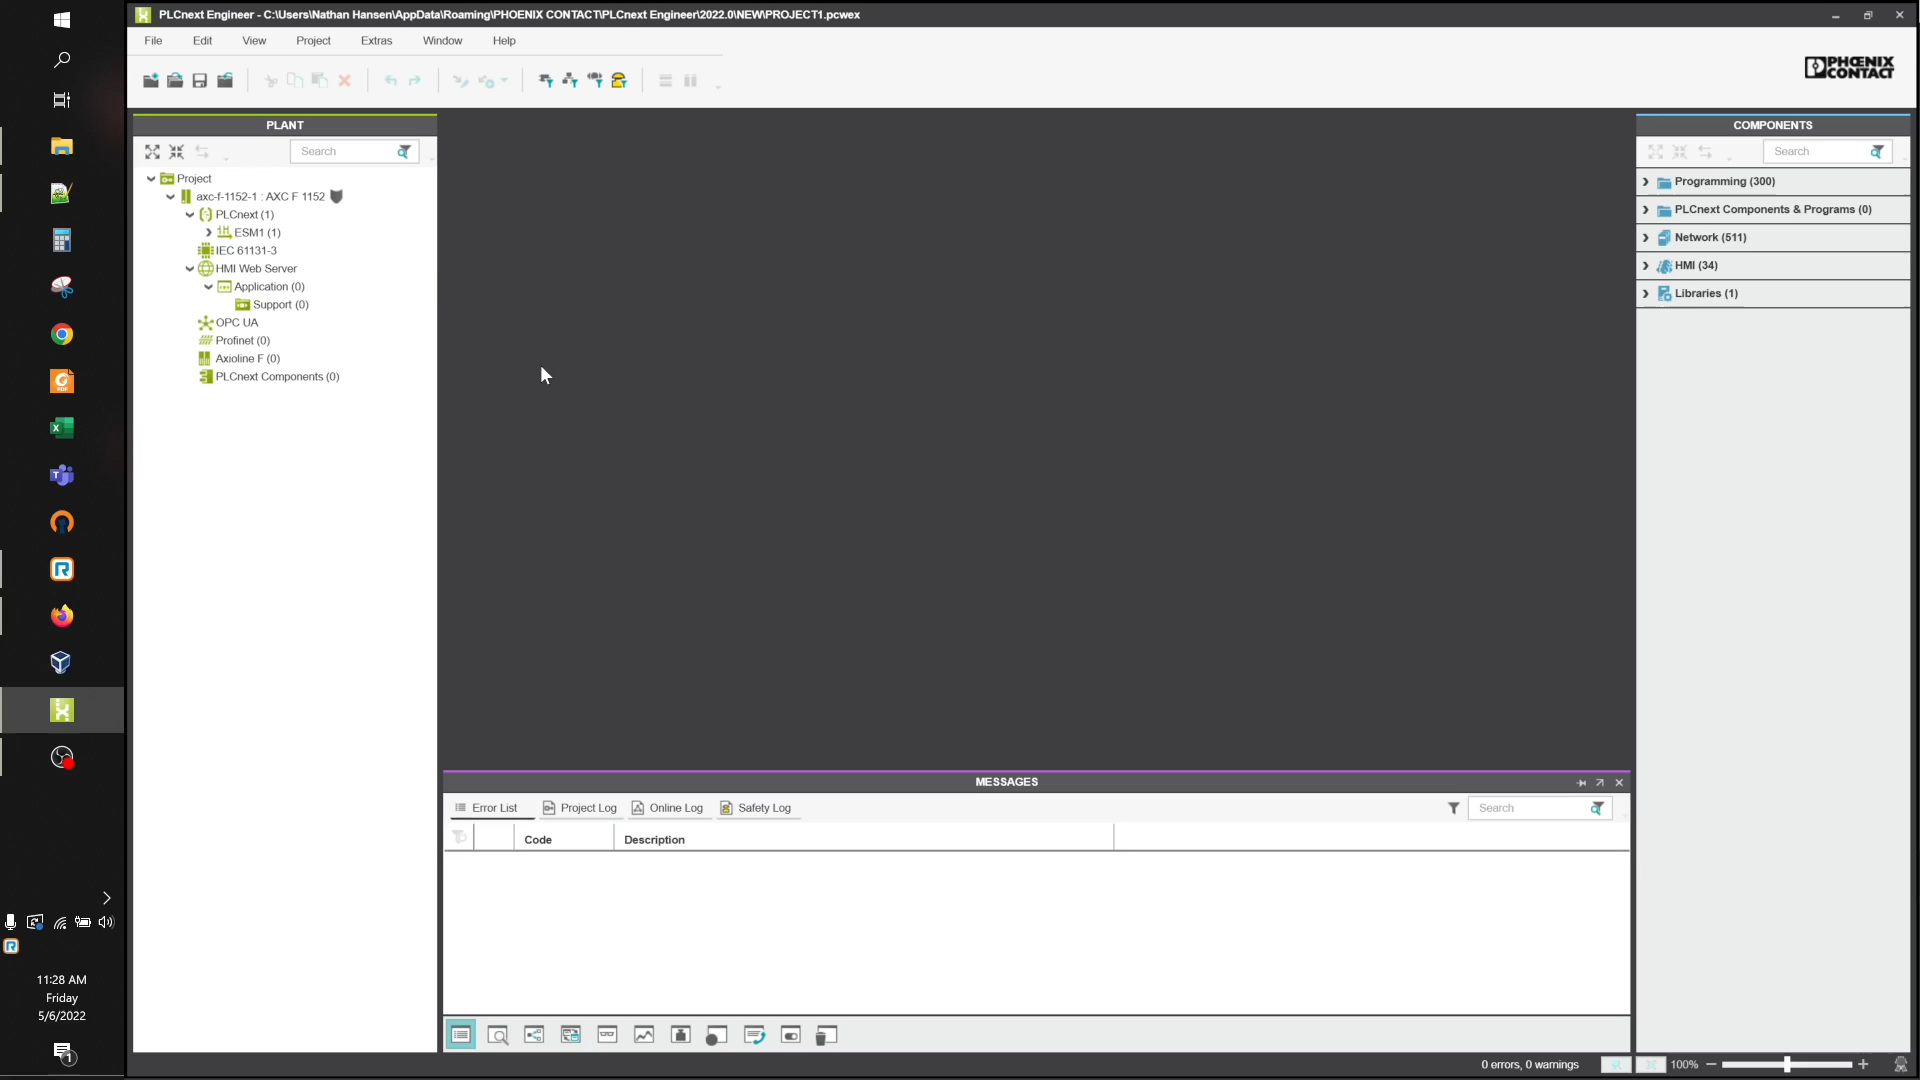 PLCnext Engineer - C:\Users\Nathan Hansen\AppData\Roaming\PHOENIX CONTACT\PLCnext Engineer\2022.0\NEW\PROJECT1.pcwex
File Edit View Project Extras Window Help
PHŒNIX
CONTACT
PLANT
Search
Project
axc-f-1152-1 : AXC F 1152
PLCnext (1)
ESM1 (1)
IEC 61131-3
HMI Web Server
Application (0)
Support (0)
OPC UA
Profinet (0)
Axioline F (0)
PLCnext Components (0)
COMPONENTS
Search
Programming (300)
PLCnext Components & Programs (0)
Network (511)
HMI (34)
Libraries (1)
MESSAGES
Error List Project Log Online Log Safety Log Search
Code Description
0 errors, 0 warnings 100%
11:28 AM
Friday
5/6/2022
1